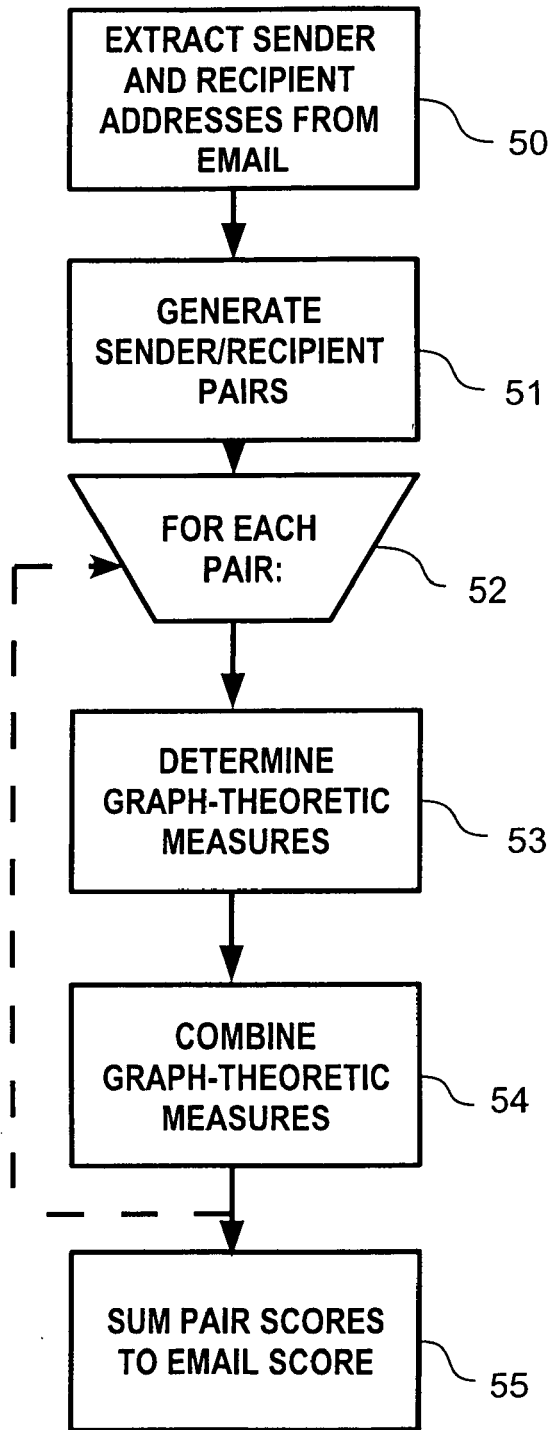 EXTRACT SENDER
AND RECIPIENT
ADDRESSES FROM
EMAIL
50
GENERATE
SENDER/RECIPIENT
PAIRS
51
FOR EACH
PAIR:
52
DETERMINE
GRAPH-THEORETIC
MEASURES
53
COMBINE
GRAPH-THEORETIC
MEASURES
54
SUM PAIR SCORES
TO EMAIL SCORE
55